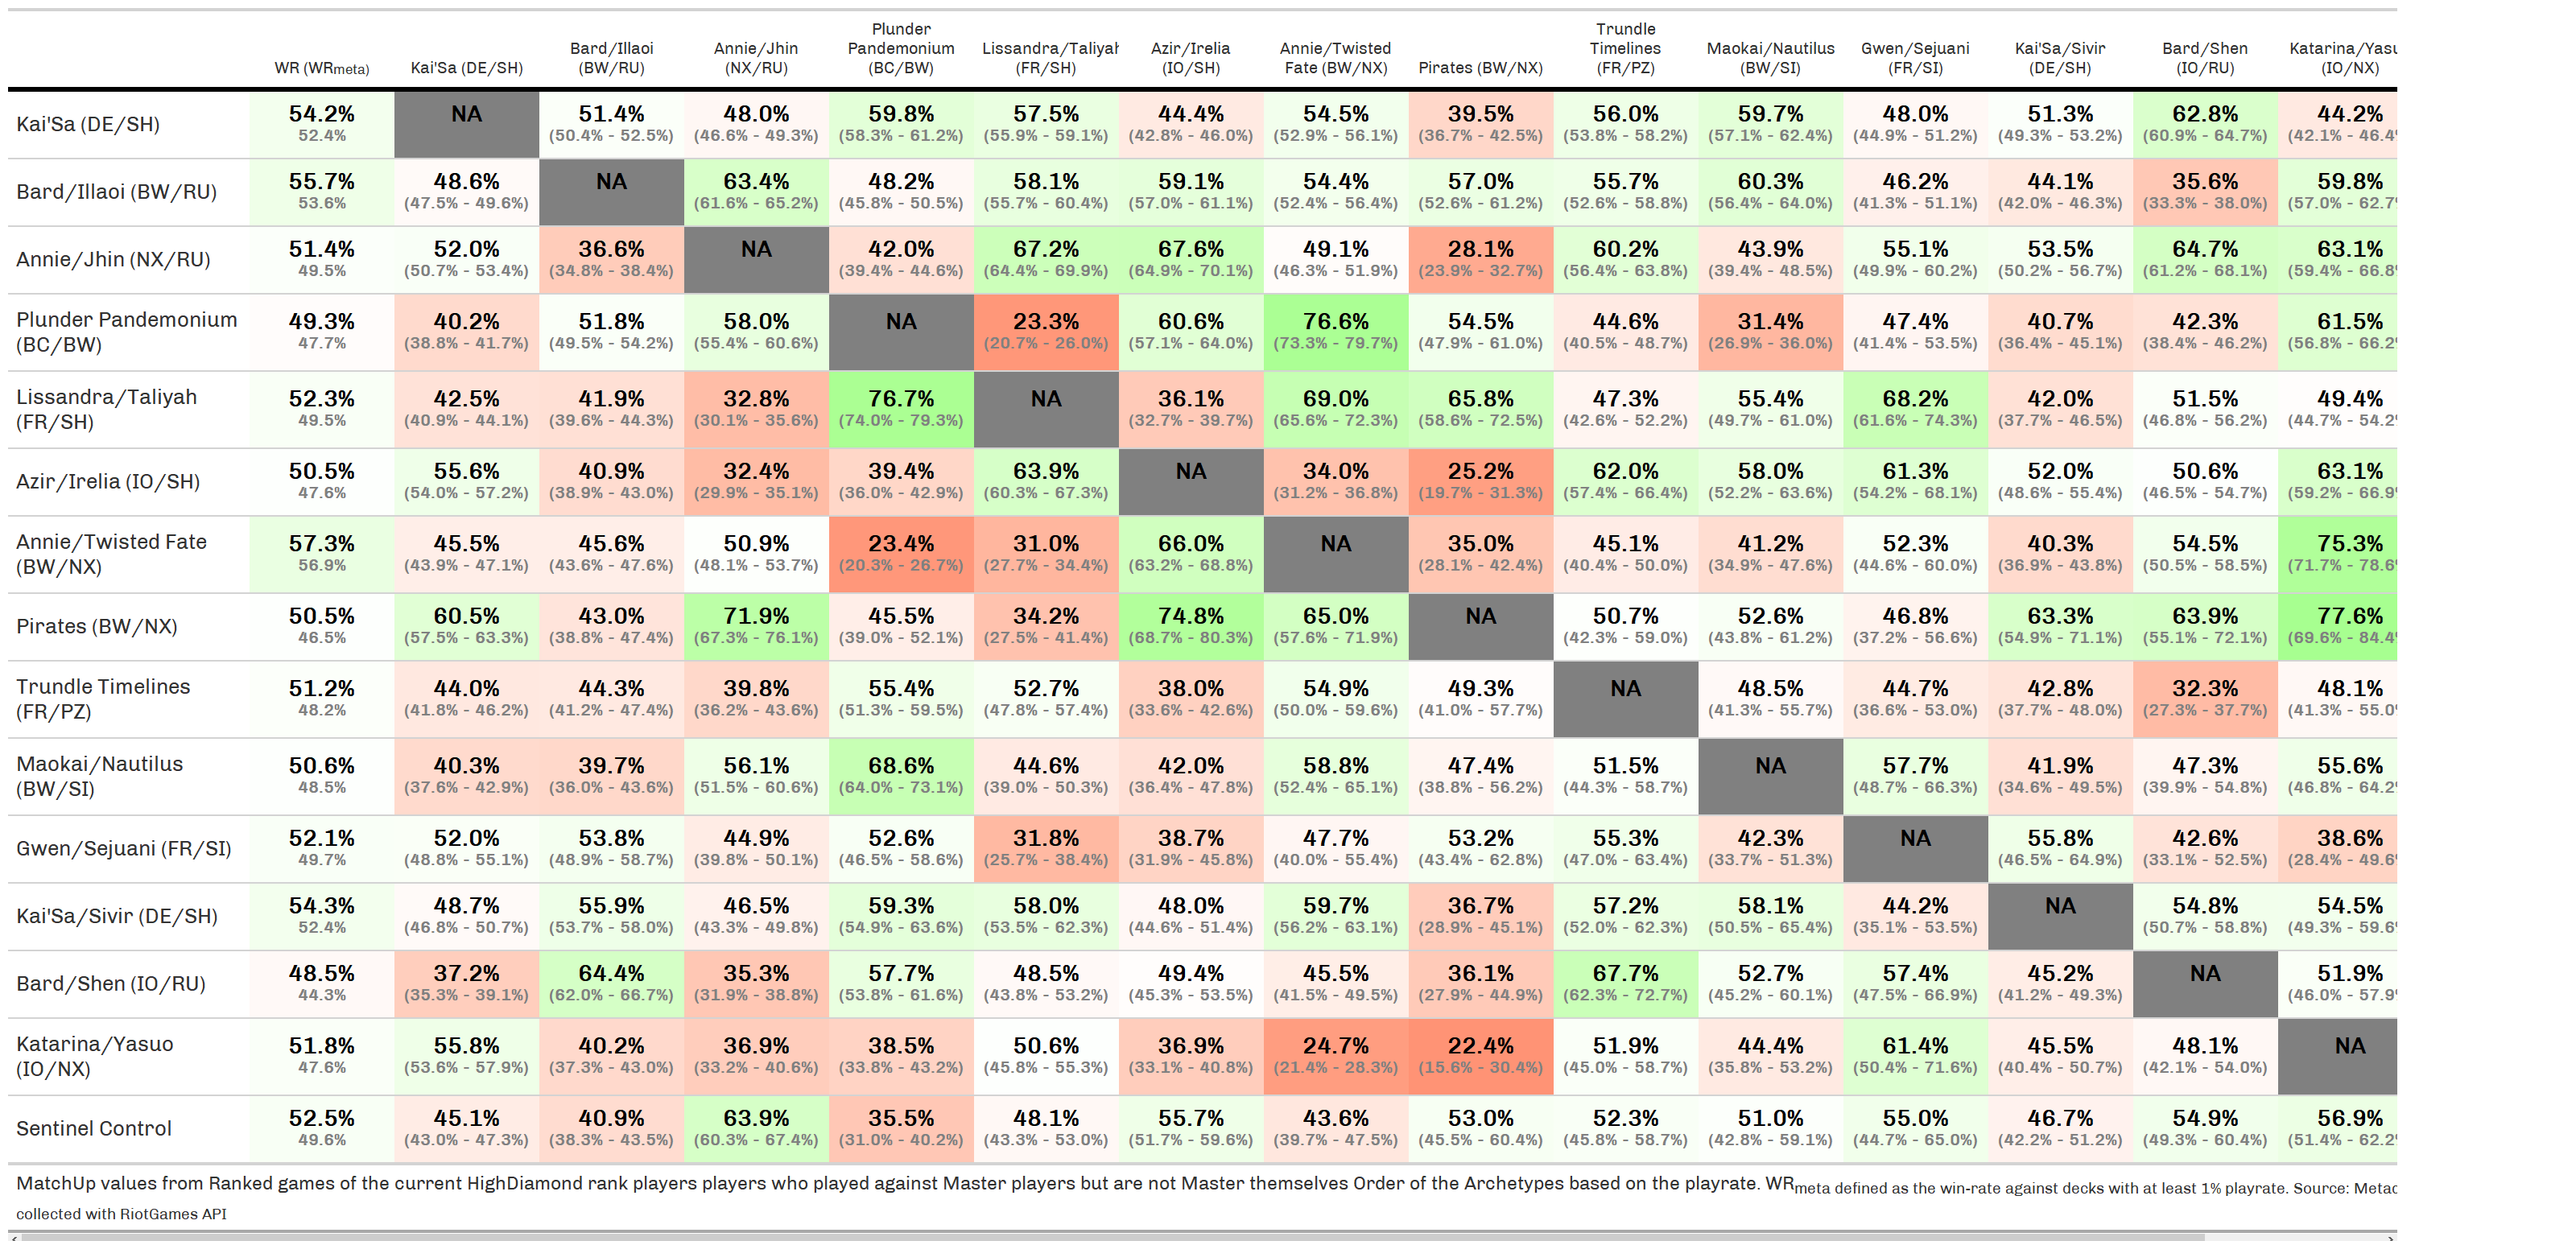 WR (WRmeta) Kai'Sa (DE/SH) Bard/Illaoi (BW/RU) Annie/Jhin (NX/RU) Plunder Pandemonium (BC/BW) Lissandra/Taliyah (FR/SH) Azir/Irelia (IO/SH) Annie/Twisted Fate (BW/NX) Pirates (BW/NX) Trundle Timelines (FR/PZ) Maokai/Nautilus (BW/SI) Gwen/Sejuani (FR/SI) Kai'Sa/Sivir (DE/SH) Bard/Shen (IO/RU) Katarina/Yasu (IO/NX)
Kai'Sa (DE/SH) 54.2% NA 51.4% 48.0% 59.8% 57.5% 44.4% 54.5% 39.5% 56.0% 59.7% 48.0% 51.3% 62.8% 44.2%
52.4% (50.4% - 52.5%) (46.6% - 49.3%) (58.3% - 61.2%) (55.9% - 59.1%) (42.8% - 46.0%) (52.9% - 56.1%) (36.7% - 42.5%) (53.8% - 58.2%) (57.1% - 62.4%) (44.9% - 51.2%) (49.3% - 53.2%) (60.9% - 64.7%) (42.1% - 46.4%
Bard/Illaoi (BW/RU) 55.7% 48.6% NA 63.4% 48.2% 58.1% 59.1% 54.4% 57.0% 55.7% 60.3% 46.2% 44.1% 35.6% 59.8%
53.6% (47.5% - 49.6%) (61.6% - 65.2%) (45.8% - 50.5%) (55.7% - 60.4%) (57.0% - 61.1%) (52.4% - 56.4%) (52.6% - 61.2%) (52.6% - 58.8%) (56.4% - 64.0%) (41.3% - 51.1%) (42.0% - 46.3%) (33.3% - 38.0%) (57.0% - 62.7%
Annie/Jhin (NX/RU) 51.4% 52.0% 36.6% NA 42.0% 67.2% 67.6% 49.1% 28.1% 60.2% 43.9% 55.1% 53.5% 64.7% 63.1%
49.5% (50.7% - 53.4%) (34.8% - 38.4%) (39.4% - 44.6%) (64.4% - 69.9%) (64.9% - 70.1%) (46.3% - 51.9%) (23.9% - 32.7%) (56.4% - 63.8%) (39.4% - 48.5%) (49.9% - 60.2%) (50.2% - 56.7%) (61.2% - 68.1%) (59.4% - 66.8%
Plunder Pandemonium (BC/BW) 49.3% 40.2% 51.8% 58.0% NA 23.3% 60.6% 76.6% 54.5% 44.6% 31.4% 47.4% 40.7% 42.3% 61.5%
47.7% (38.8% - 41.7%) (49.5% - 54.2%) (55.4% - 60.6%) (20.7% - 26.0%) (57.1% - 64.0%) (73.3% - 79.7%) (47.9% - 61.0%) (40.5% - 48.7%) (26.9% - 36.0%) (41.4% - 53.5%) (36.4% - 45.1%) (38.4% - 46.2%) (56.8% - 66.2%
Lissandra/Taliyah (FR/SH) 52.3% 42.5% 41.9% 32.8% 76.7% NA 36.1% 69.0% 65.8% 47.3% 55.4% 68.2% 42.0% 51.5% 49.4%
49.5% (40.9% - 44.1%) (39.6% - 44.3%) (30.1% - 35.6%) (74.0% - 79.3%) (32.7% - 39.7%) (65.6% - 72.3%) (58.6% - 72.5%) (42.6% - 52.2%) (49.7% - 61.0%) (61.6% - 74.3%) (37.7% - 46.5%) (46.8% - 56.2%) (44.7% - 54.2%
Azir/Irelia (IO/SH) 50.5% 55.6% 40.9% 32.4% 39.4% 63.9% NA 34.0% 25.2% 62.0% 58.0% 61.3% 52.0% 50.6% 63.1%
47.6% (54.0% - 57.2%) (38.9% - 43.0%) (29.9% - 35.1%) (36.0% - 42.9%) (60.3% - 67.3%) (31.2% - 36.8%) (19.7% - 31.3%) (57.4% - 66.4%) (52.2% - 63.6%) (54.2% - 68.1%) (48.6% - 55.4%) (46.5% - 54.7%) (59.2% - 66.9%
Annie/Twisted Fate (BW/NX) 57.3% 45.5% 45.6% 50.9% 23.4% 31.0% 66.0% NA 35.0% 45.1% 41.2% 52.3% 40.3% 54.5% 75.3%
56.9% (43.9% - 47.1%) (43.6% - 47.6%) (48.1% - 53.7%) (20.3% - 26.7%) (27.7% - 34.4%) (63.2% - 68.8%) (28.1% - 42.4%) (40.4% - 50.0%) (34.9% - 47.6%) (44.6% - 60.0%) (36.9% - 43.8%) (50.5% - 58.5%) (71.7% - 78.6%
Pirates (BW/NX) 50.5% 60.5% 43.0% 71.9% 45.5% 34.2% 74.8% 65.0% NA 50.7% 52.6% 46.8% 63.3% 63.9% 77.6%
46.5% (57.5% - 63.3%) (38.8% - 47.4%) (67.3% - 76.1%) (39.0% - 52.1%) (27.5% - 41.4%) (68.7% - 80.3%) (57.6% - 71.9%) (42.3% - 59.0%) (43.8% - 61.2%) (37.2% - 56.6%) (54.9% - 71.1%) (55.1% - 72.1%) (69.6% - 84.4%
Trundle Timelines (FR/PZ) 51.2% 44.0% 44.3% 39.8% 55.4% 52.7% 38.0% 54.9% 49.3% NA 48.5% 44.7% 42.8% 32.3% 48.1%
48.2% (41.8% - 46.2%) (41.2% - 47.4%) (36.2% - 43.6%) (51.3% - 59.5%) (47.8% - 57.4%) (33.6% - 42.6%) (50.0% - 59.6%) (41.0% - 57.7%) (41.3% - 55.7%) (36.6% - 53.0%) (37.7% - 48.0%) (27.3% - 37.7%) (41.3% - 55.0%
Maokai/Nautilus (BW/SI) 50.6% 40.3% 39.7% 56.1% 68.6% 44.6% 42.0% 58.8% 47.4% 51.5% NA 57.7% 41.9% 47.3% 55.6%
48.5% (37.6% - 42.9%) (36.0% - 43.6%) (51.5% - 60.6%) (64.0% - 73.1%) (39.0% - 50.3%) (36.4% - 47.8%) (52.4% - 65.1%) (38.8% - 56.2%) (44.3% - 58.7%) (48.7% - 66.3%) (34.6% - 49.5%) (39.9% - 54.8%) (46.8% - 64.2%
Gwen/Sejuani (FR/SI) 52.1% 52.0% 53.8% 44.9% 52.6% 31.8% 38.7% 47.7% 53.2% 55.3% 42.3% NA 55.8% 42.6% 38.6%
49.7% (48.8% - 55.1%) (48.9% - 58.7%) (39.8% - 50.1%) (46.5% - 58.6%) (25.7% - 38.4%) (31.9% - 45.8%) (40.0% - 55.4%) (43.4% - 62.8%) (47.0% - 63.4%) (33.7% - 51.3%) (46.5% - 64.9%) (33.1% - 52.5%) (28.4% - 49.6%
Kai'Sa/Sivir (DE/SH) 54.3% 48.7% 55.9% 46.5% 59.3% 58.0% 48.0% 59.7% 36.7% 57.2% 58.1% 44.2% NA 54.8% 54.5%
52.4% (46.8% - 50.7%) (53.7% - 58.0%) (43.3% - 49.8%) (54.9% - 63.6%) (53.5% - 62.3%) (44.6% - 51.4%) (56.2% - 63.1%) (28.9% - 45.1%) (52.0% - 62.3%) (50.5% - 65.4%) (35.1% - 53.5%) (50.7% - 58.8%) (49.3% - 59.6%
Bard/Shen (IO/RU) 48.5% 37.2% 64.4% 35.3% 57.7% 48.5% 49.4% 45.5% 36.1% 67.7% 52.7% 57.4% 45.2% NA 51.9%
44.3% (35.3% - 39.1%) (62.0% - 66.7%) (31.9% - 38.8%) (53.8% - 61.6%) (43.8% - 53.2%) (45.3% - 53.5%) (41.5% - 49.5%) (27.9% - 44.9%) (62.3% - 72.7%) (45.2% - 60.1%) (47.5% - 66.9%) (41.2% - 49.3%) (46.0% - 57.9%
Katarina/Yasuo (IO/NX) 51.8% 55.8% 40.2% 36.9% 38.5% 50.6% 36.9% 24.7% 22.4% 51.9% 44.4% 61.4% 45.5% 48.1% NA
47.6% (53.6% - 57.9%) (37.3% - 43.0%) (33.2% - 40.6%) (33.8% - 43.2%) (45.8% - 55.3%) (33.1% - 40.8%) (21.4% - 28.3%) (15.6% - 30.4%) (45.0% - 58.7%) (35.8% - 53.2%) (50.4% - 71.6%) (40.4% - 50.7%) (42.1% - 54.0%)
Sentinel Control 52.5% 45.1% 40.9% 63.9% 35.5% 48.1% 55.7% 43.6% 53.0% 52.3% 51.0% 55.0% 46.7% 54.9% 56.9%
49.6% (43.0% - 47.3%) (38.3% - 43.5%) (60.3% - 67.4%) (31.0% - 40.2%) (43.3% - 53.0%) (51.7% - 59.6%) (39.7% - 47.5%) (45.5% - 60.4%) (45.8% - 58.7%) (42.8% - 59.1%) (44.7% - 65.0%) (42.2% - 51.2%) (49.3% - 60.4%) (51.4% - 62.2%
MatchUp values from Ranked games of the current HighDiamond rank players players who played against Master players but are not Master themselves Order of the Archetypes based on the playrate. WRmeta defined as the win-rate against decks with at least 1% playrate. Source:
collected with RiotGames API